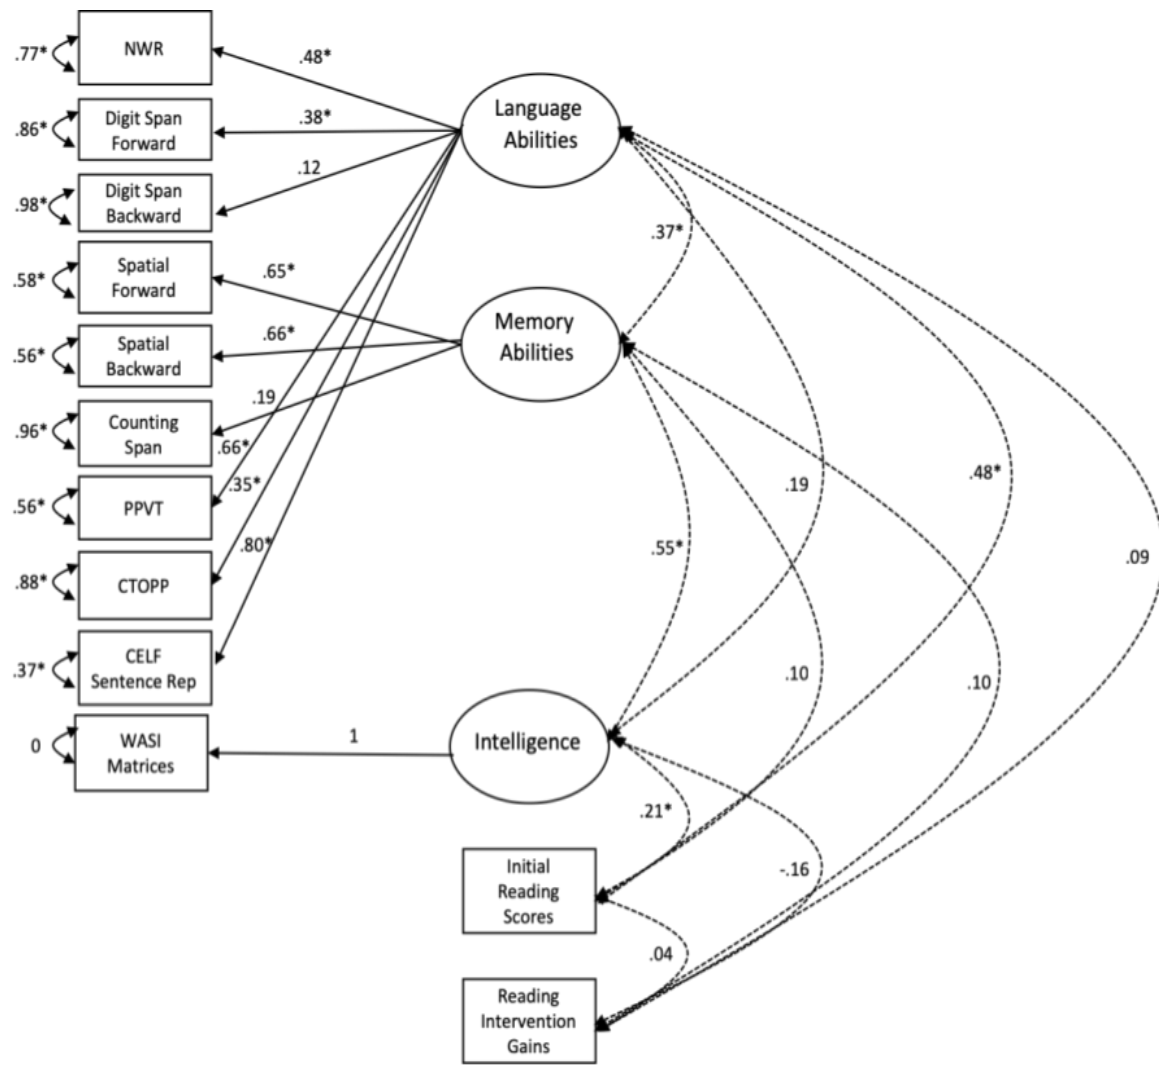 .77*
NWR
.48*
.86*
Digit Span
Forward
.38*
.98*
Digit Span
Backward
.12
.58*
Spatial
Forward
.65*
.56*
Spatial
Backward
.66*
.96*
Counting
Span
.19
.56*
PPVT
.66*
.88*
CTOPP
.35*
.37*
CELF
Sentence Rep
.80*
0
WASI
Matrices
1
Language
Abilities
Memory
Abilities
Intelligence
Initial
Reading
Scores
Reading
Intervention
Gains
.37*
.19
.48*
.09
.55*
.10
.10
.21*
-.16
.04